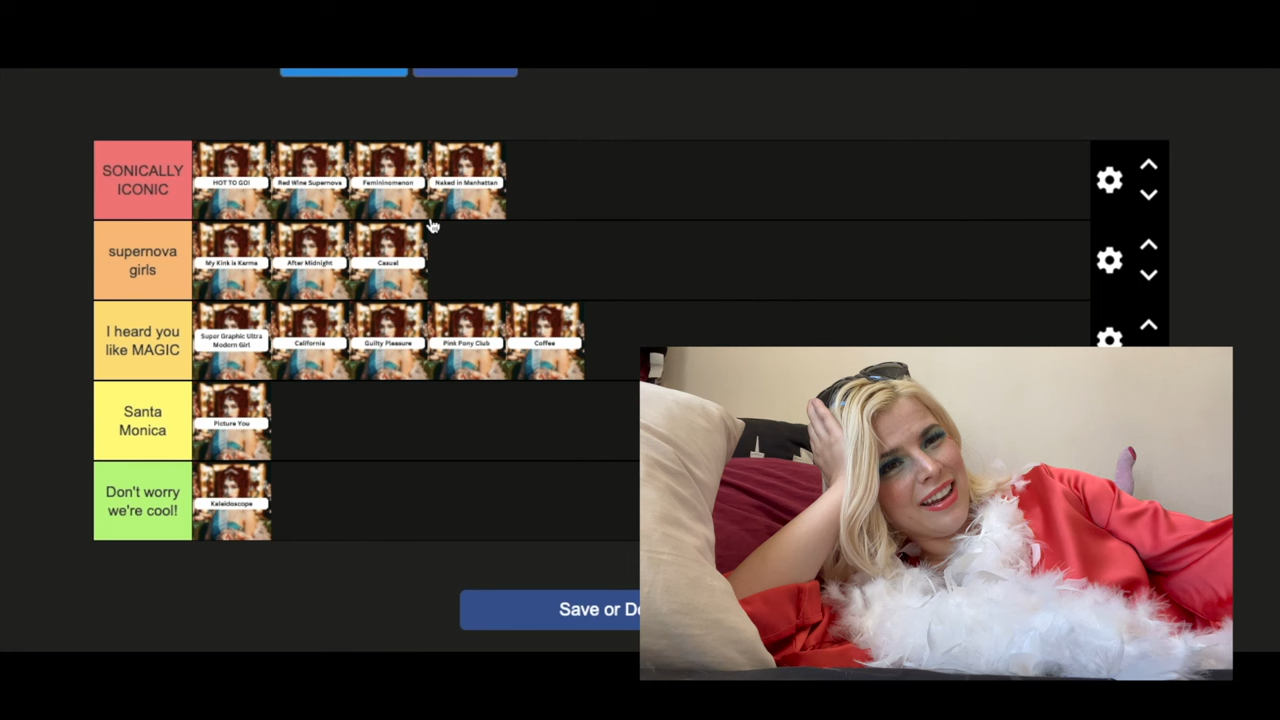 SONICALLY
ICONIC
HOT TO GO!
Red Wine Supernova
Femininomenon
Naked in Manhattan
supernova
girls
My Kink is Karma
After Midnight
Casual
I heard you
like MAGIC
Super Graphic Ultra
Modern Girl
California
Guilty Pleasure
Pink Pony Club
Coffee
Santa
Monica
Picture You
Don't worry
we're cool!
Kaleidoscope
Save or Do